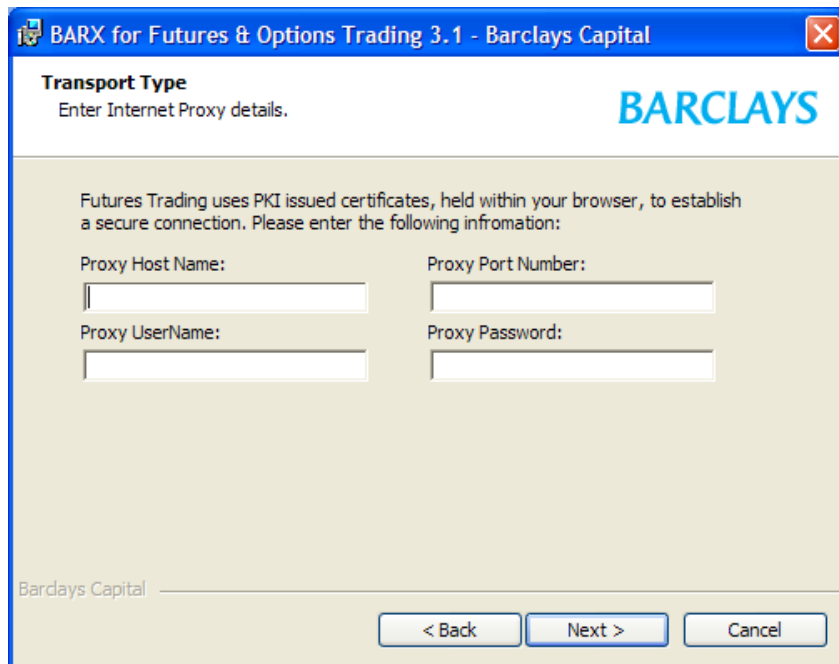 BARX for Futures & Options Trading 3.1 - Barclays Capital
Transport Type
Enter Internet Proxy details.
BARCLAYS
Futures Trading uses PKI issued certificates, held within your browser, to establish
a secure connection. Please enter the following infromation:
Proxy Host Name:
Proxy Port Number:
Proxy UserName:
Proxy Password:
Barclays Capital
< Back
Next >
Cancel